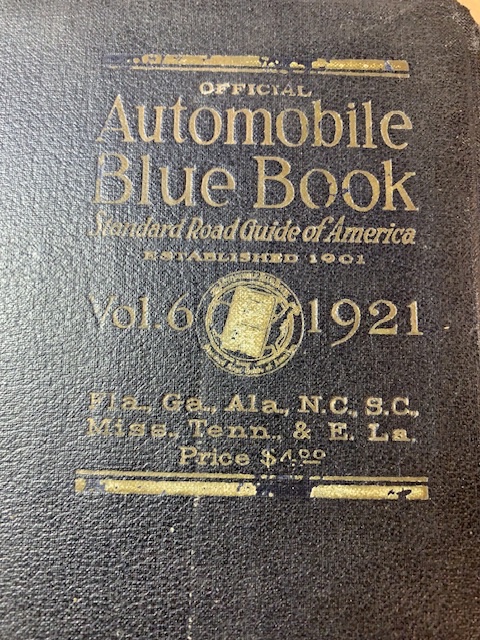 OFFICIAL
Automobile
Blue Book
Standard Road Guide of America
ESTABLISHED 1901
Vol. 6 1921
Fla., Ga., Ala., N.C., S.C.,
Miss., Tenn., & E. La.
Price $4.00